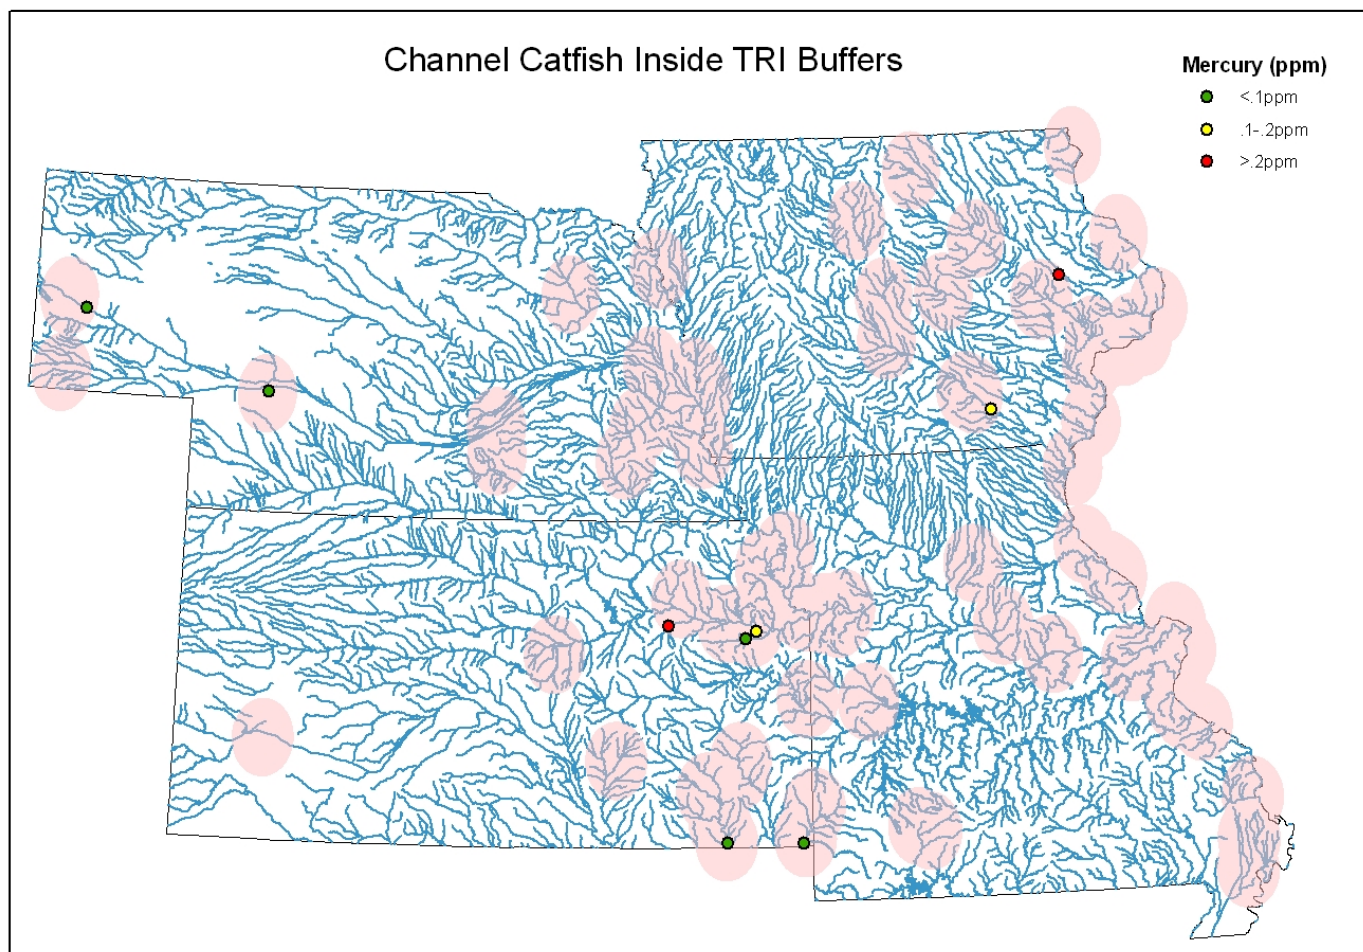 Channel Catfish Inside TRI Buffers
Mercury (ppm)
<.1ppm
.1-.2ppm
>.2ppm